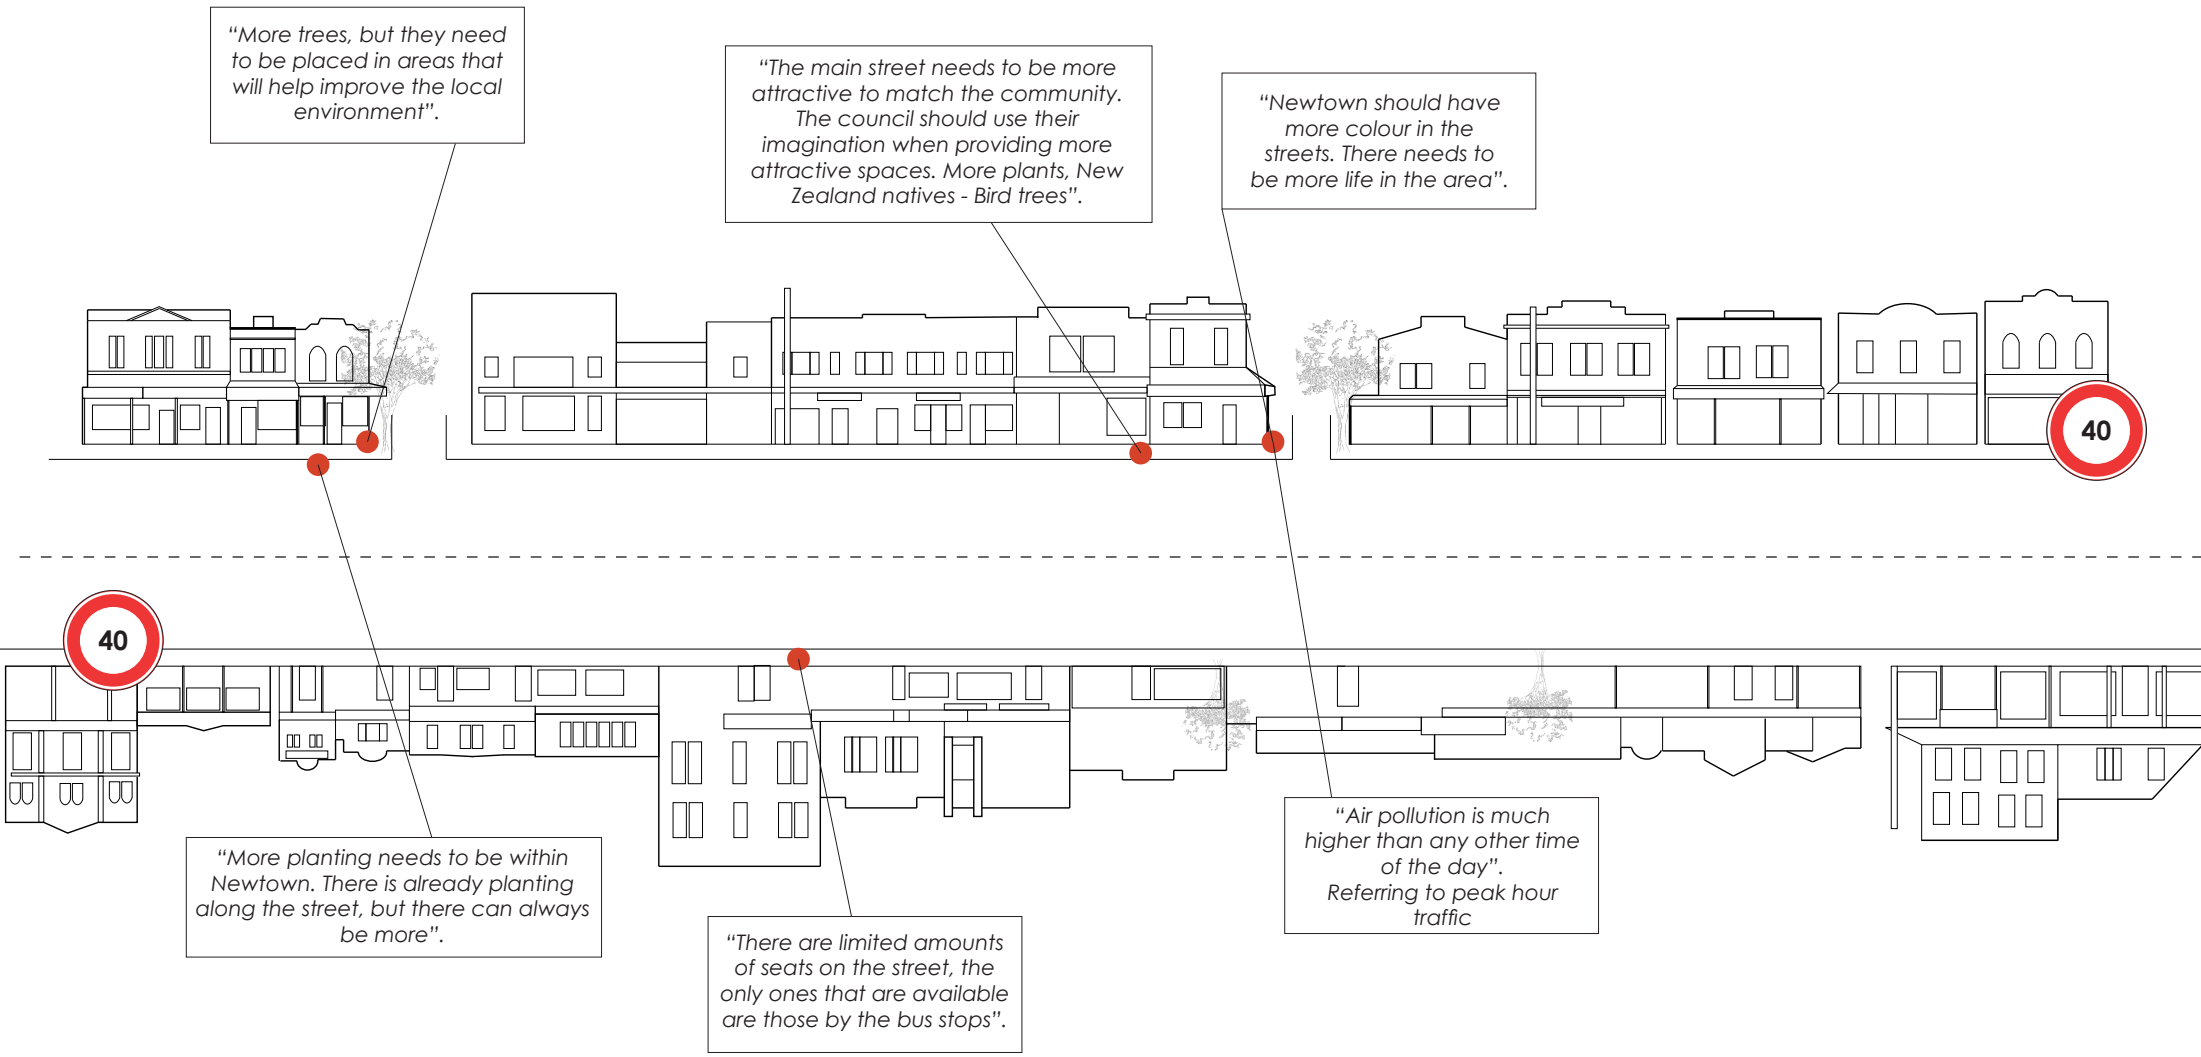 “More trees, but they need
to be placed in areas that
will help improve the local
environment”.
“The main street needs to be more
attractive to match the community.
The council should use their
imagination when providing more
attractive spaces. More plants, New
Zealand natives - Bird trees”.
“Newtown should have
more colour in the
streets. There needs to
be more life in the area”.
40
40
“More planting needs to be within
Newtown. There is already planting
along the street, but there can always
be more”.
“There are limited amounts
of seats on the street, the
only ones that are available
are those by the bus stops”.
“Air pollution is much
higher than any other time
of the day”.
Referring to peak hour
traffic